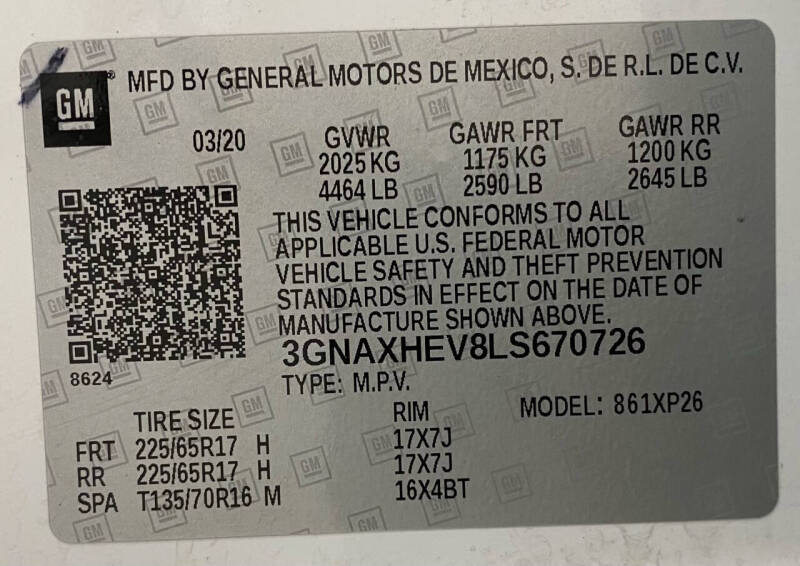 GM
MFD BY GENERAL MOTORS DE MEXICO, S. DE R.L. DE C.V.
03/20
GVWR GAWR FRT GAWR RR
2025 KG 1175 KG 1200 KG
4464 LB 2590 LB 2645 LB
THIS VEHICLE CONFORMS TO ALL
APPLICABLE U.S. FEDERAL MOTOR
VEHICLE SAFETY AND THEFT PREVENTION
STANDARDS IN EFFECT ON THE DATE OF
MANUFACTURE SHOWN ABOVE.
3GNAXHEV8LS670726
8624
TYPE: M.P.V.
TIRE SIZE RIM MODEL: 861XP26
FRT 225/65R17 H 17X7J
RR 225/65R17 H 17X7J
SPA T135/70R16 M 16X4BT